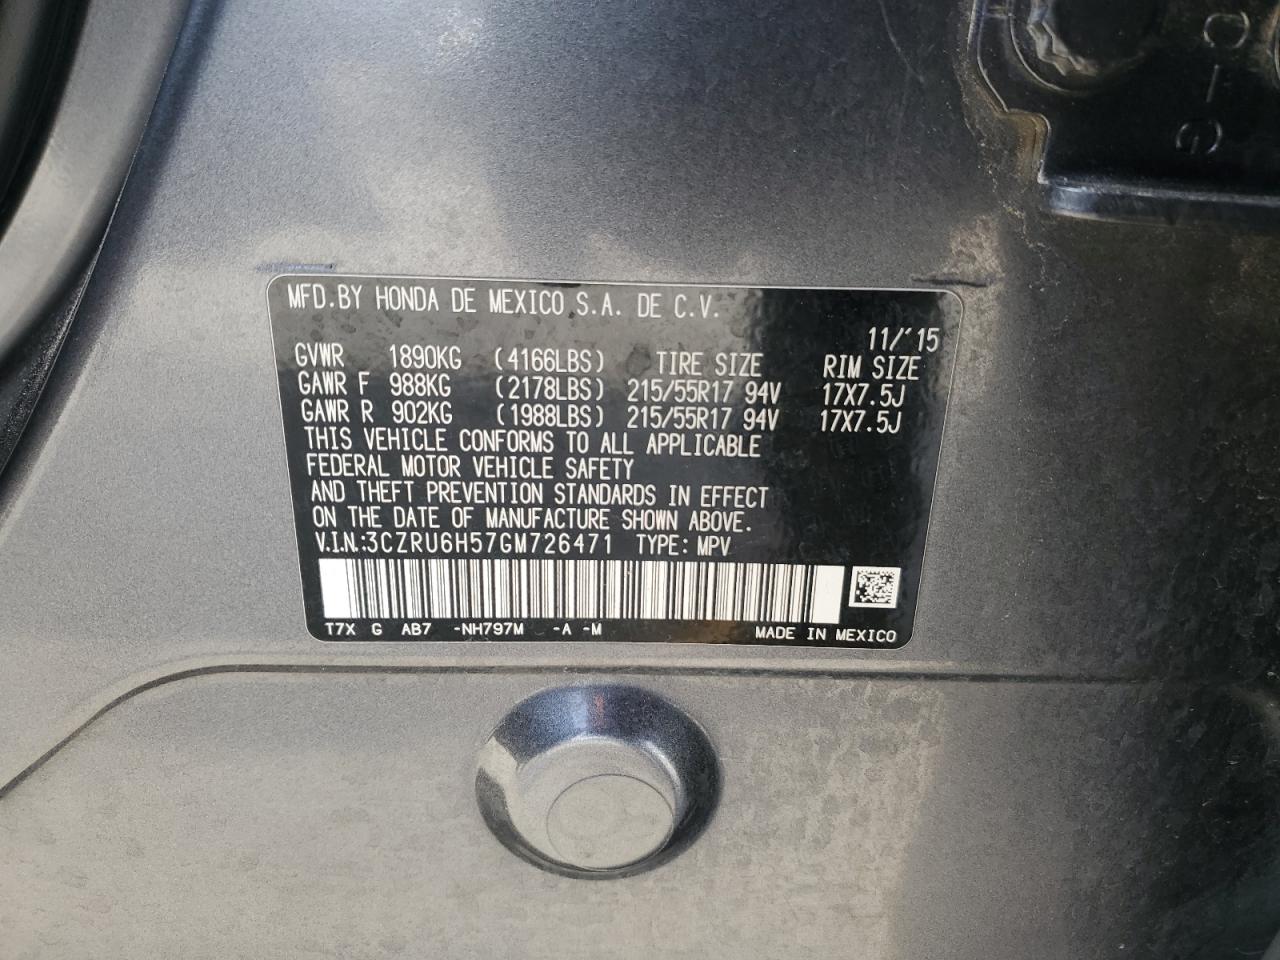 MFD.BY HONDA DE MEXICO S.A. DE C.V.
11/'15
GVWR 1890KG (4166LBS) TIRE SIZE RIM SIZE
GAWR F 988KG (2178LBS) 215/55R17 94V 17X7.5J
GAWR R 902KG (1988LBS) 215/55R17 94V 17X7.5J
THIS VEHICLE CONFORMS TO ALL APPLICABLE
FEDERAL MOTOR VEHICLE SAFETY
AND THEFT PREVENTION STANDARDS IN EFFECT
ON THE DATE OF MANUFACTURE SHOWN ABOVE.
V.I.N.:3CZRU6H57GM726471 TYPE: MPV
T7X G AB7 -NH797M -A -M MADE IN MEXICO